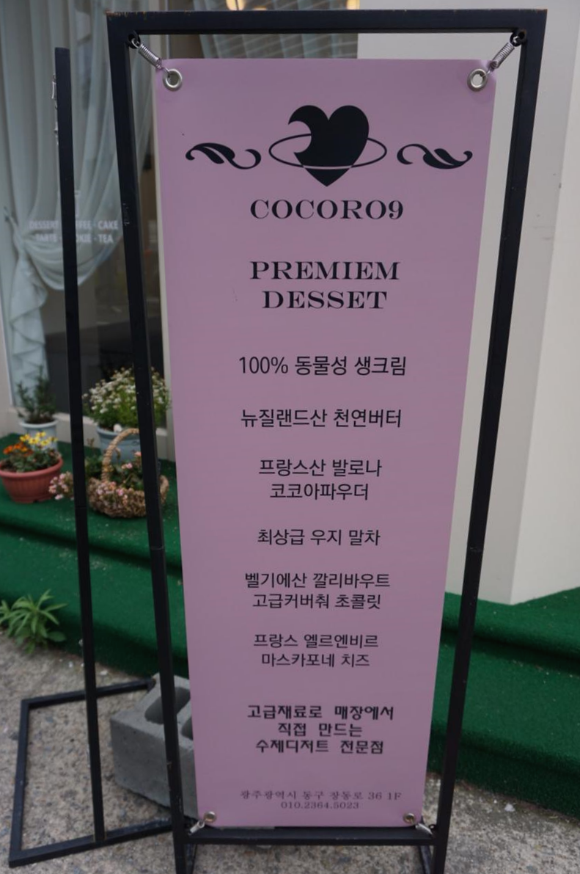 COCORO9
PREMIEM
DESSET
100% 동물성 생크림
뉴질랜드산 천연버터
프랑스산 발로나
코코아파우더
최상급 우지 말차
벨기에산 깔리바우트
고급커버춰 초콜릿
프랑스 엘르엔비르
마스카포네 치즈
고급재료로 매장에서
직접 만드는
수제디저트 전문점
광주광역시 동구 장동로 36 1F
010.2364.5023
CAKE
TEA